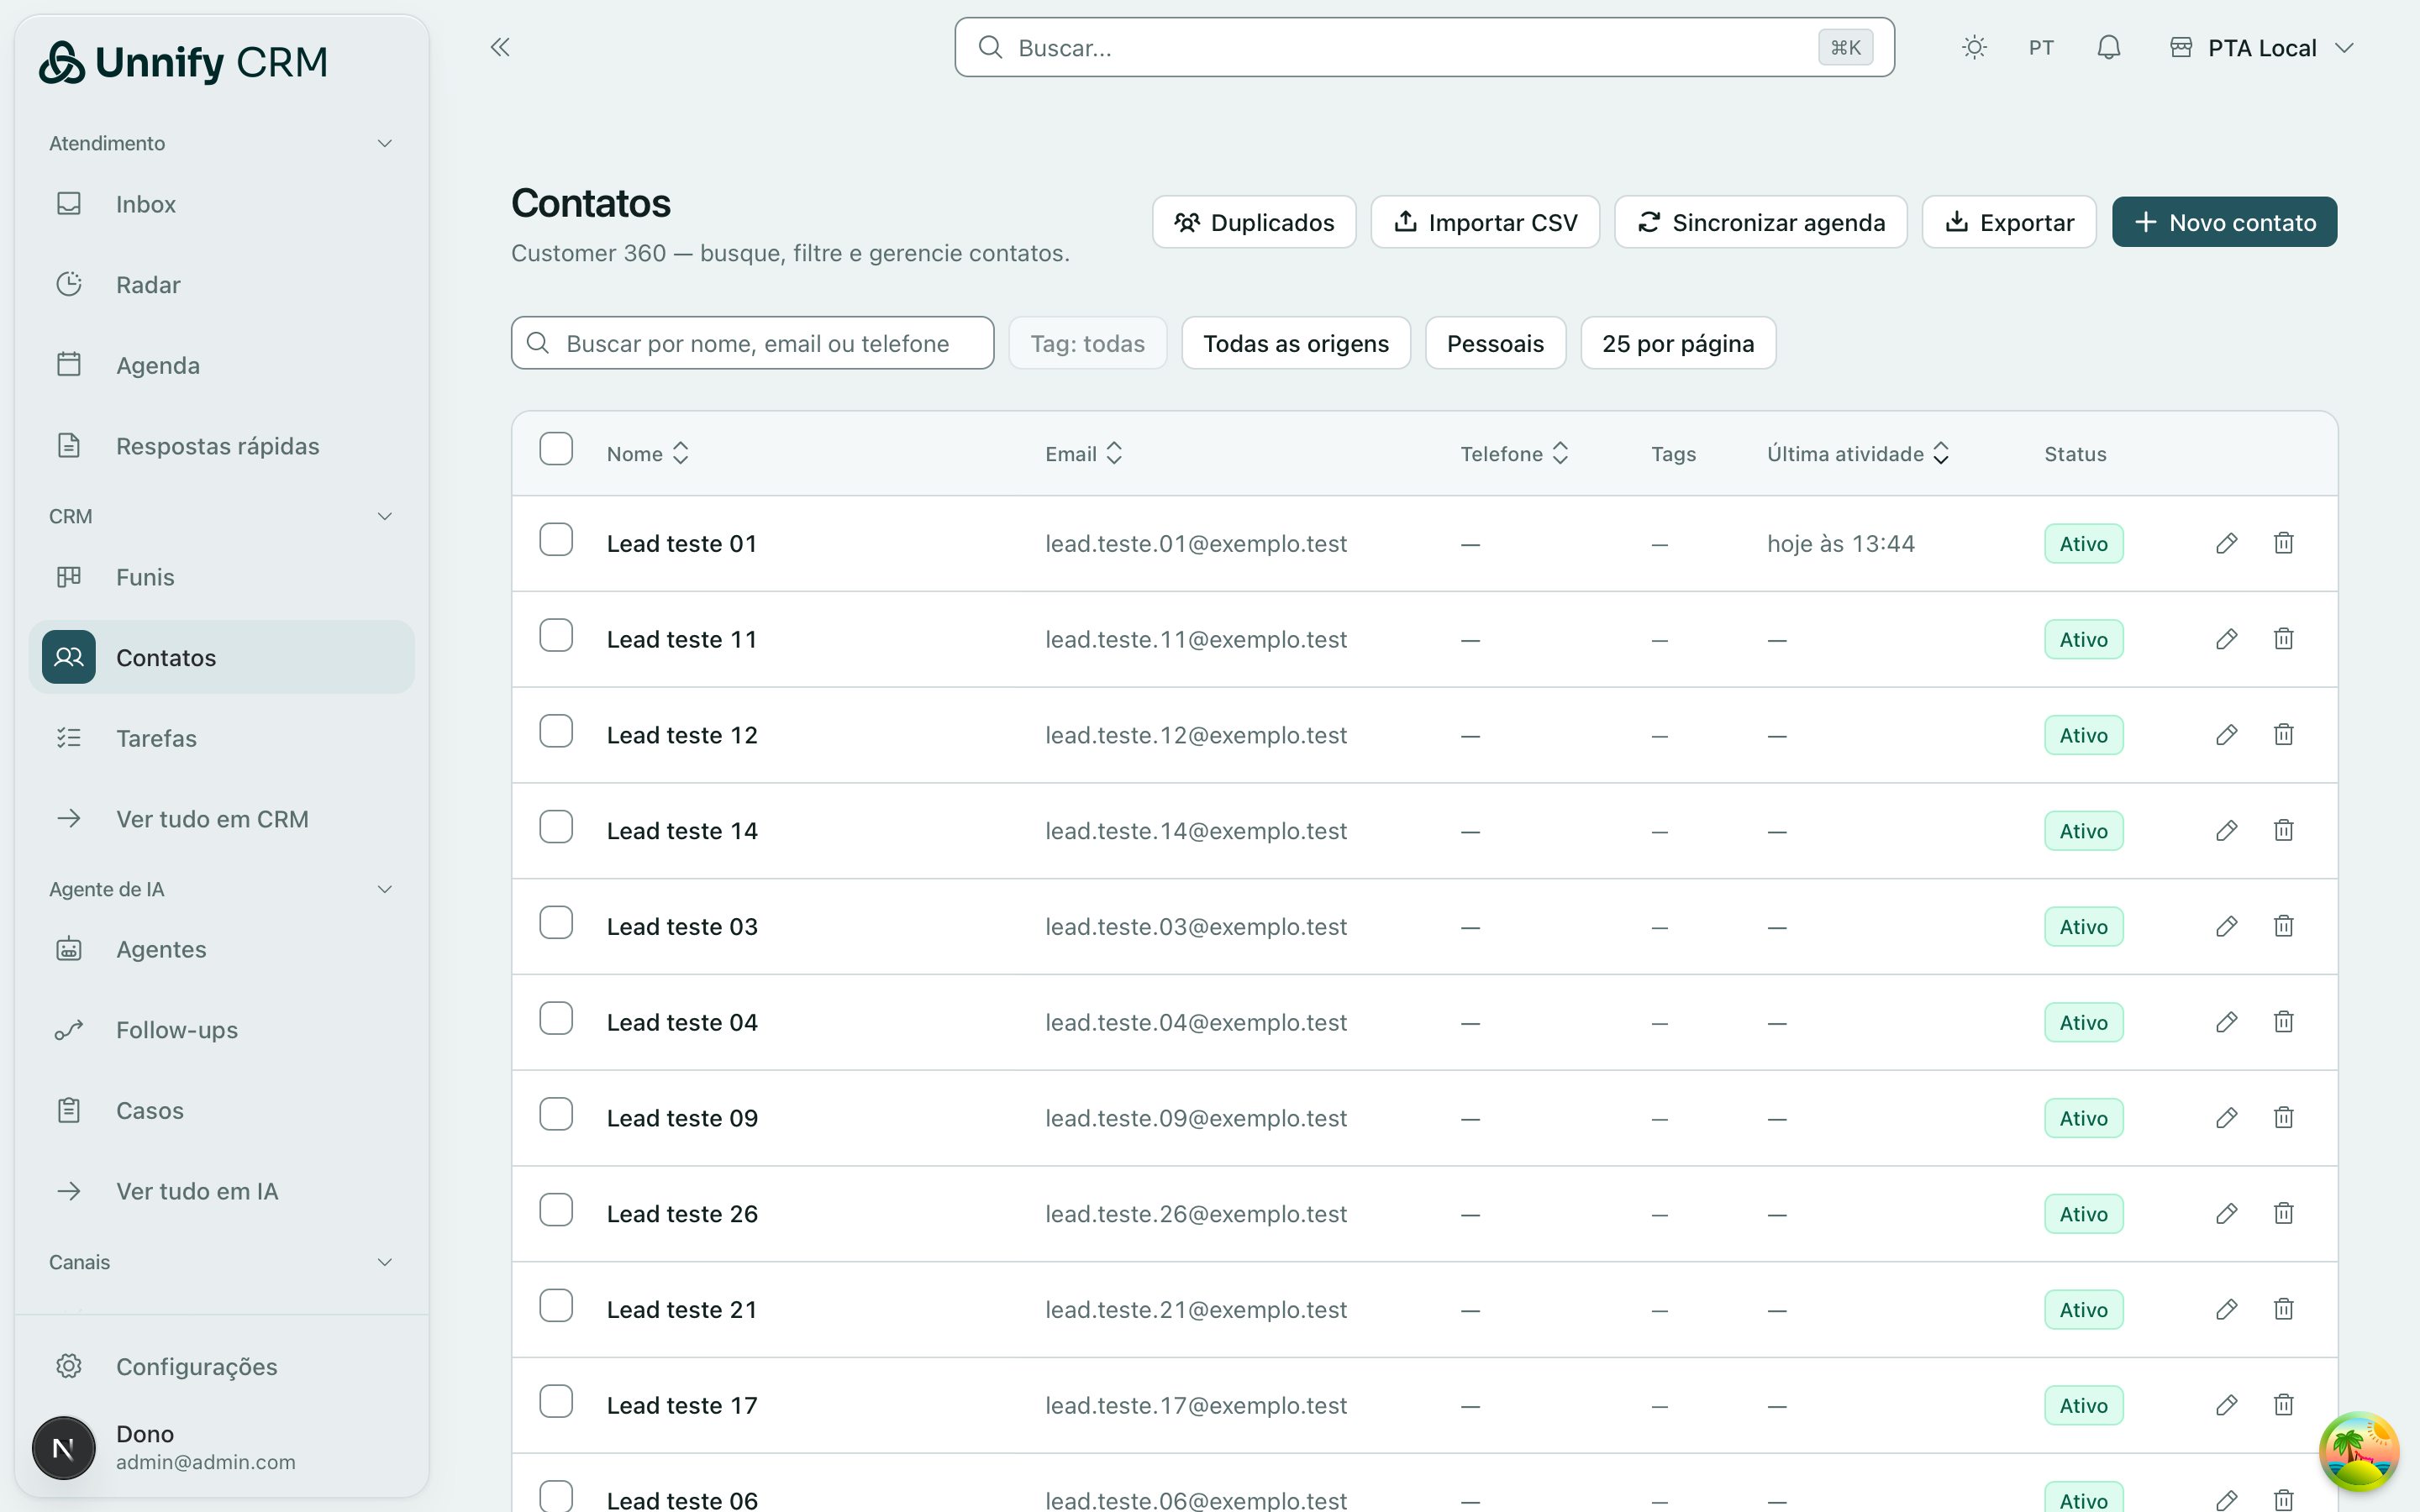 Unnify CRM
Buscar...
⌘K
PT
PTA Local
Atendimento
Inbox
Radar
Agenda
Respostas rápidas
CRM
Funis
Contatos
Tarefas
Ver tudo em CRM
Agente de IA
Agentes
Follow-ups
Casos
Ver tudo em IA
Canais
Configurações
N
Dono
admin@admin.com
Contatos
Customer 360 — busque, filtre e gerencie contatos.
Duplicados
Importar CSV
Sincronizar agenda
Exportar
Novo contato
Buscar por nome, email ou telefone
Tag: todas
Todas as origens
Pessoais
25 por página
Nome Email Telefone Tags Última atividade Status
Lead teste 01 lead.teste.01@exemplo.test — — hoje às 13:44 Ativo
Lead teste 11 lead.teste.11@exemplo.test — — — Ativo
Lead teste 12 lead.teste.12@exemplo.test — — — Ativo
Lead teste 14 lead.teste.14@exemplo.test — — — Ativo
Lead teste 03 lead.teste.03@exemplo.test — — — Ativo
Lead teste 04 lead.teste.04@exemplo.test — — — Ativo
Lead teste 09 lead.teste.09@exemplo.test — — — Ativo
Lead teste 26 lead.teste.26@exemplo.test — — — Ativo
Lead teste 21 lead.teste.21@exemplo.test — — — Ativo
Lead teste 17 lead.teste.17@exemplo.test — — — Ativo
Lead teste 06 lead.teste.06@exemplo.test — — — Ativo